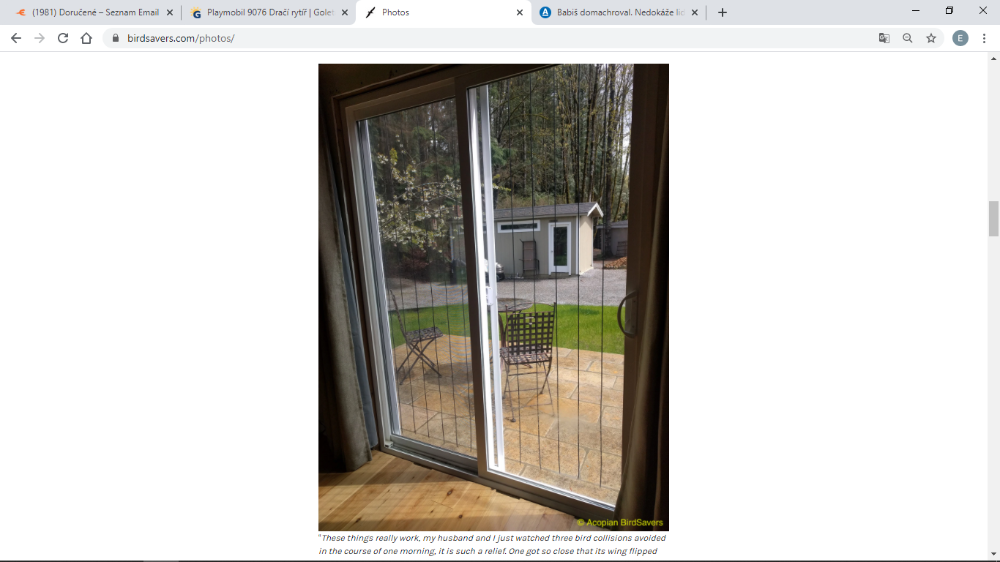 (1981) Doručené – Seznam Email
Playmobil 9076 Dračí rytíř | Golet
Photos
Babiš domachroval. Nedokáže lid
birdsavers.com/photos/
E
© Acopian BirdSavers
"These things really work, my husband and I just watched three bird collisions avoided
in the course of one morning, it is such a relief. One got so close that its wing flipped